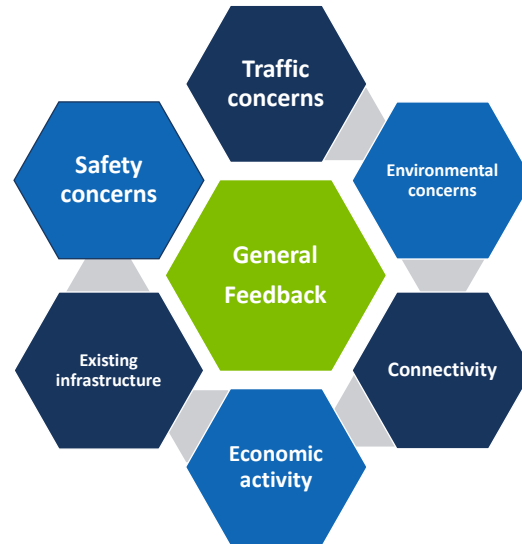 Traffic
concerns
Safety
concerns
Environmental
concerns
General
Feedback
Existing
infrastructure
Connectivity
Economic
activity